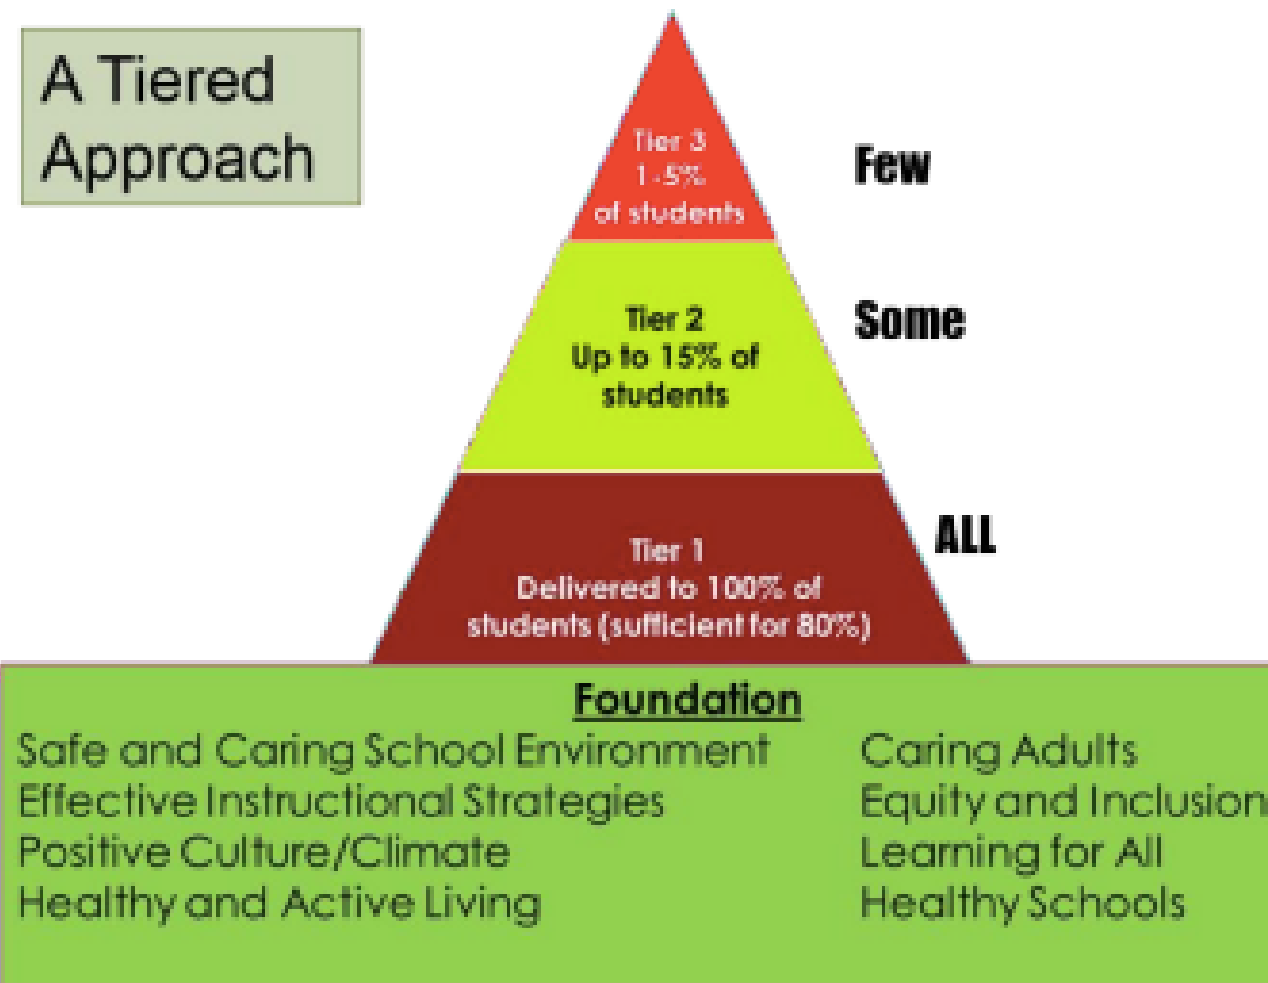 A Tiered
Approach
Tier 3
1-5%
of students
Few
Tier 2
Up to 15% of
students
Some
Tier 1
Delivered to 100% of
students (sufficient for 80%)
ALL
Foundation
Safe and Caring School Environment
Effective Instructional Strategies
Positive Culture/Climate
Healthy and Active Living
Caring Adults
Equity and Inclusion
Learning for All
Healthy Schools